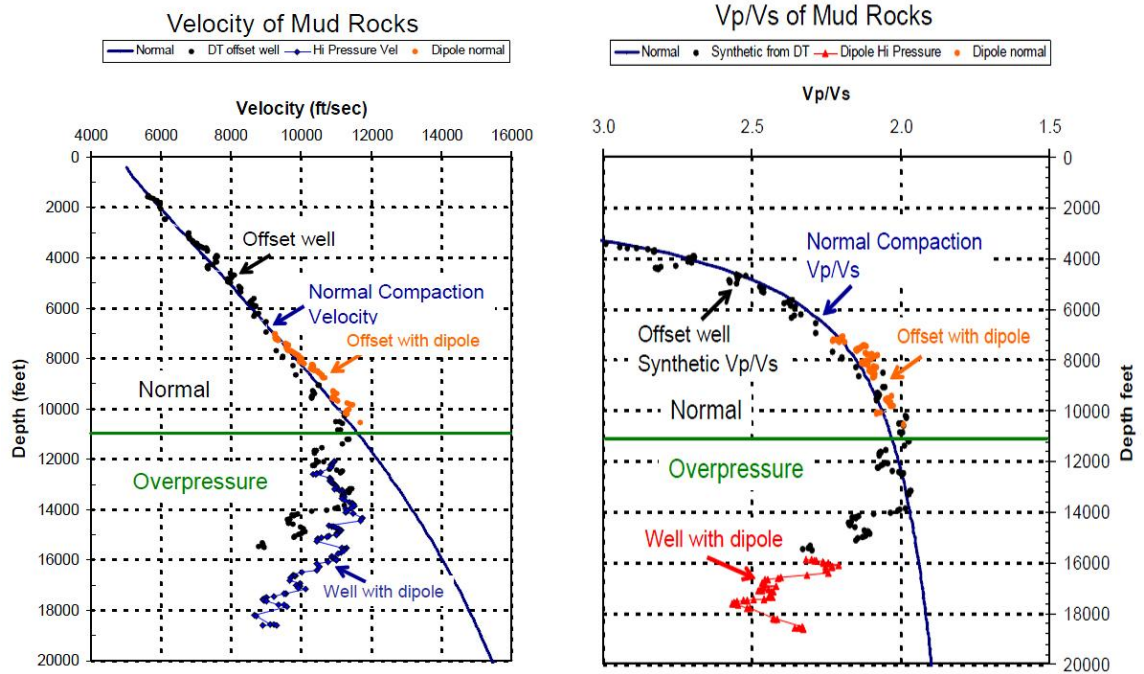 Velocity of Mud Rocks
Normal DT offset well Hi Pressure Vel Dipole normal
Velocity (ft/sec)
4000 6000 8000 10000 12000 14000 16000
0
2000
4000
6000
8000
10000
12000
14000
16000
18000
20000
Depth (feet)
Offset well
Normal Compaction
Velocity
Offset with dipole
Normal
Overpressure
Well with dipole
Vp/Vs of Mud Rocks
Normal Synthetic from DT Dipole Hi Pressure Dipole normal
Vp/Vs
3.0 2.5 2.0 1.5
0
2000
4000
6000
8000
10000
12000
14000
16000
18000
20000
Depth feet
Normal Compaction
Vp/Vs
Offset well
Synthetic Vp/Vs
Offset with dipole
Normal
Overpressure
Well with dipole